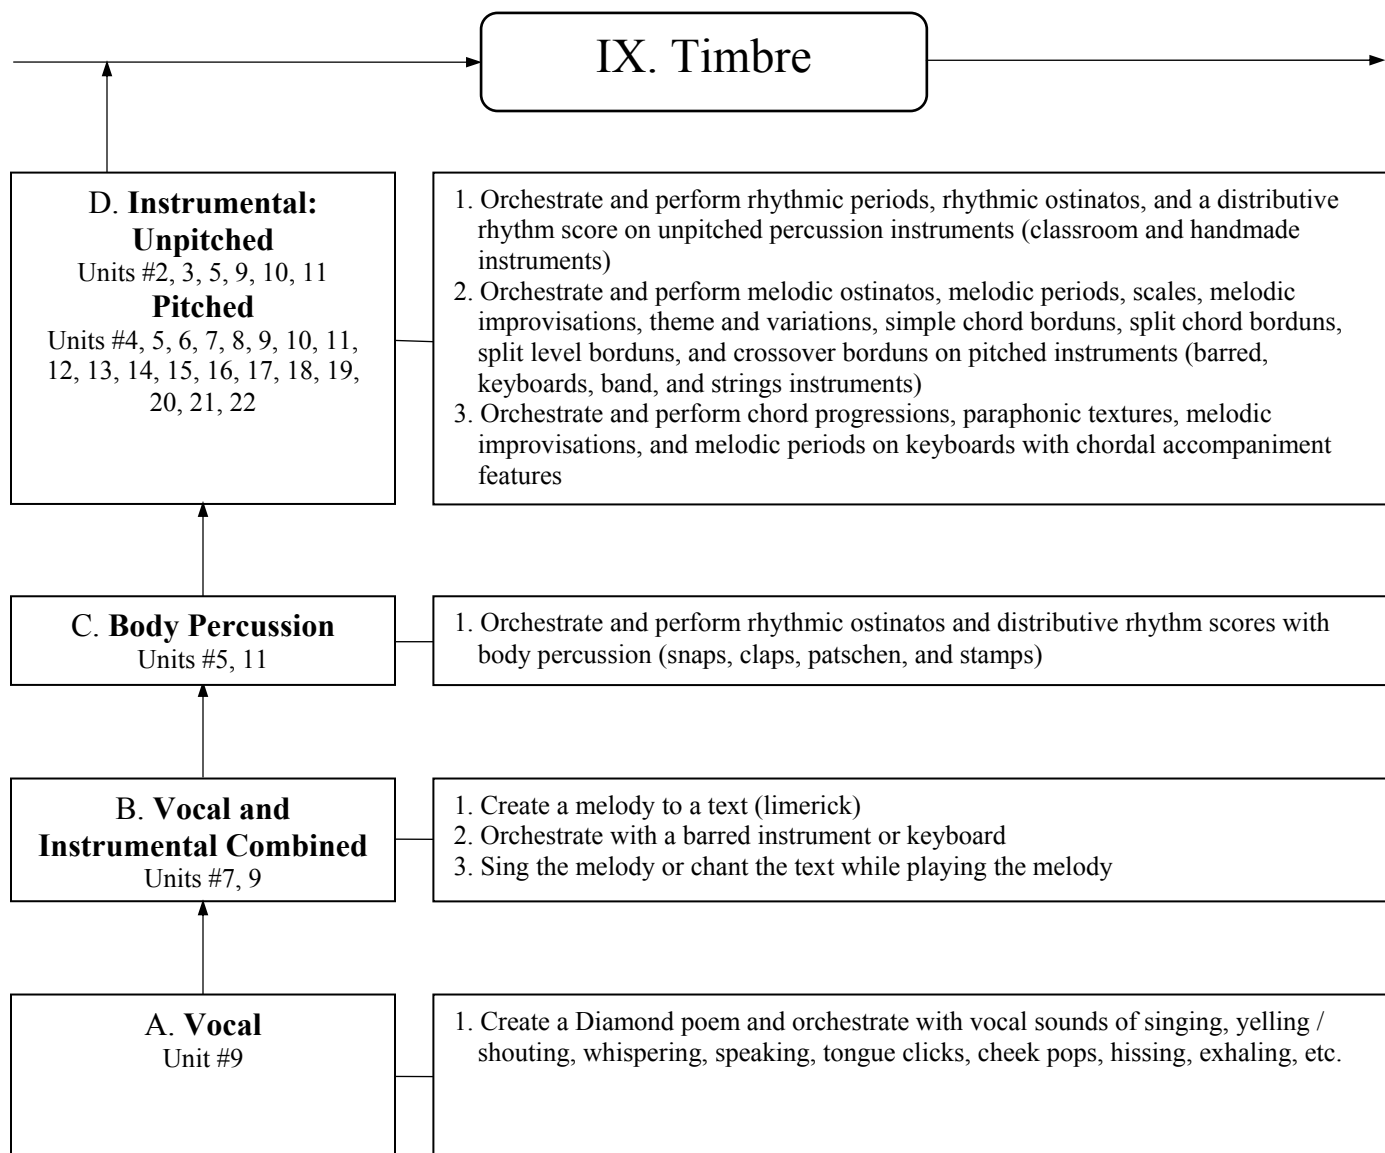 IX. Timbre
D. Instrumental:
Unpitched
Units #2, 3, 5, 9, 10, 11
Pitched
Units #4, 5, 6, 7, 8, 9, 10, 11,
12, 13, 14, 15, 16, 17, 18, 19,
20, 21, 22
1. Orchestrate and perform rhythmic periods, rhythmic ostinatos, and a distributive
rhythm score on unpitched percussion instruments (classroom and handmade
instruments)
2. Orchestrate and perform melodic ostinatos, melodic periods, scales, melodic
improvisations, theme and variations, simple chord borduns, split chord borduns,
split level borduns, and crossover borduns on pitched instruments (barred,
keyboards, band, and strings instruments)
3. Orchestrate and perform chord progressions, paraphonic textures, melodic
improvisations, and melodic periods on keyboards with chordal accompaniment
features
C. Body Percussion
Units #5, 11
1. Orchestrate and perform rhythmic ostinatos and distributive rhythm scores with
body percussion (snaps, claps, patschen, and stamps)
B. Vocal and
Instrumental Combined
Units #7, 9
1. Create a melody to a text (limerick)
2. Orchestrate with a barred instrument or keyboard
3. Sing the melody or chant the text while playing the melody
A. Vocal
Unit #9
1. Create a Diamond poem and orchestrate with vocal sounds of singing, yelling /
shouting, whispering, speaking, tongue clicks, cheek pops, hissing, exhaling, etc.